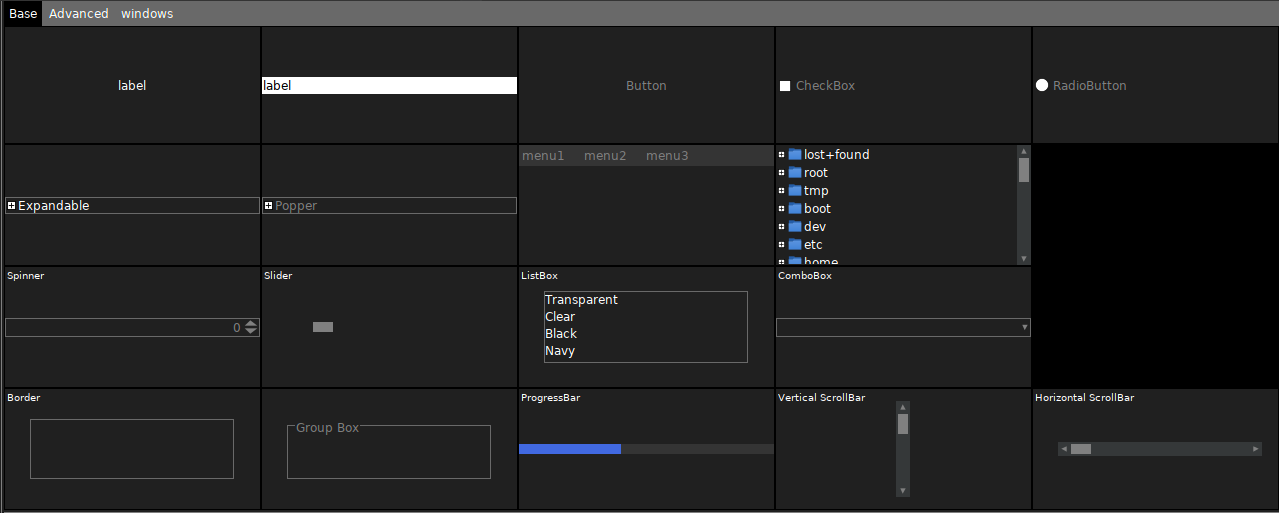 Base Advanced windows
label label Button CheckBox RadioButton
Expandable Popper
menu1 menu2 menu3
lost+found
root
tmp
boot
dev
etc
home
Spinner Slider ListBox ComboBox
0
Transparent
Clear
Black
Navy
Border Group Box ProgressBar Vertical ScrollBar Horizontal ScrollBar